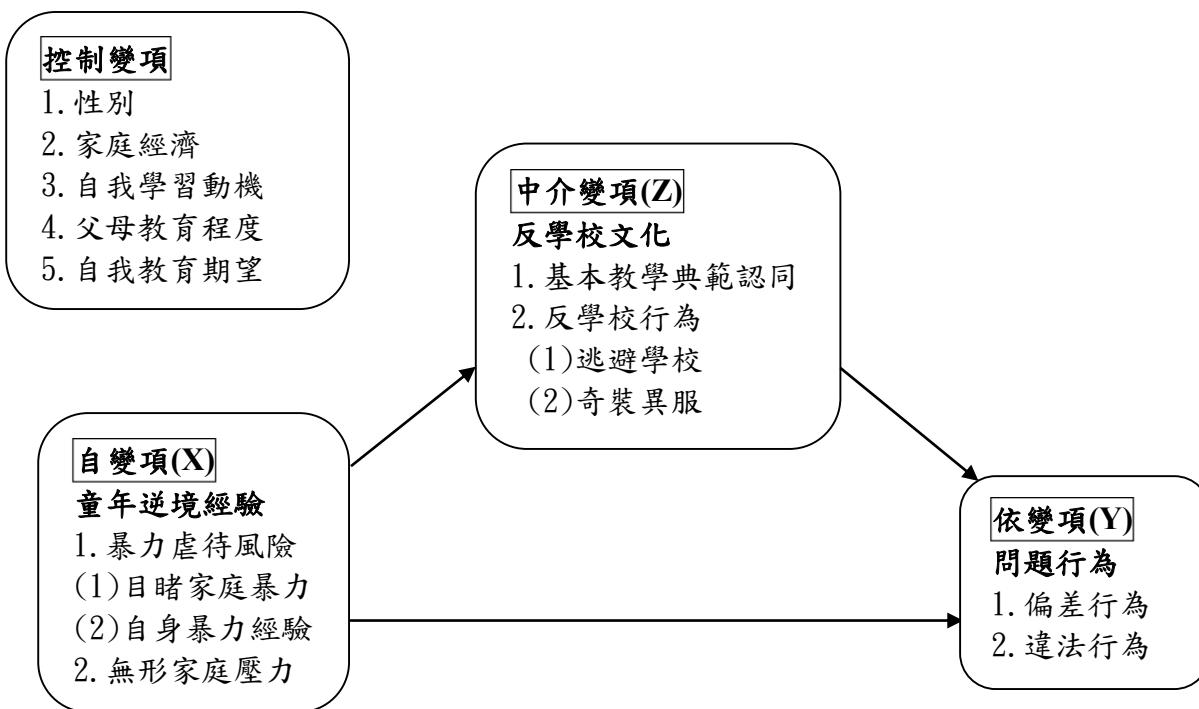 控制變項
1.性別
2.家庭經濟
3.自我學習動機
4.父母教育程度
5.自我教育期望
中介變項(Z)
反學校文化
1.基本教學典範認同
2.反學校行為
(1)逃避學校
(2)奇裝異服
自變項(X)
童年逆境經驗
1.暴力虐待風險
(1)目睹家庭暴力
(2)自身暴力經驗
2.無形家庭壓力
依變項(Y)
問題行為
1.偏差行為
2.違法行為